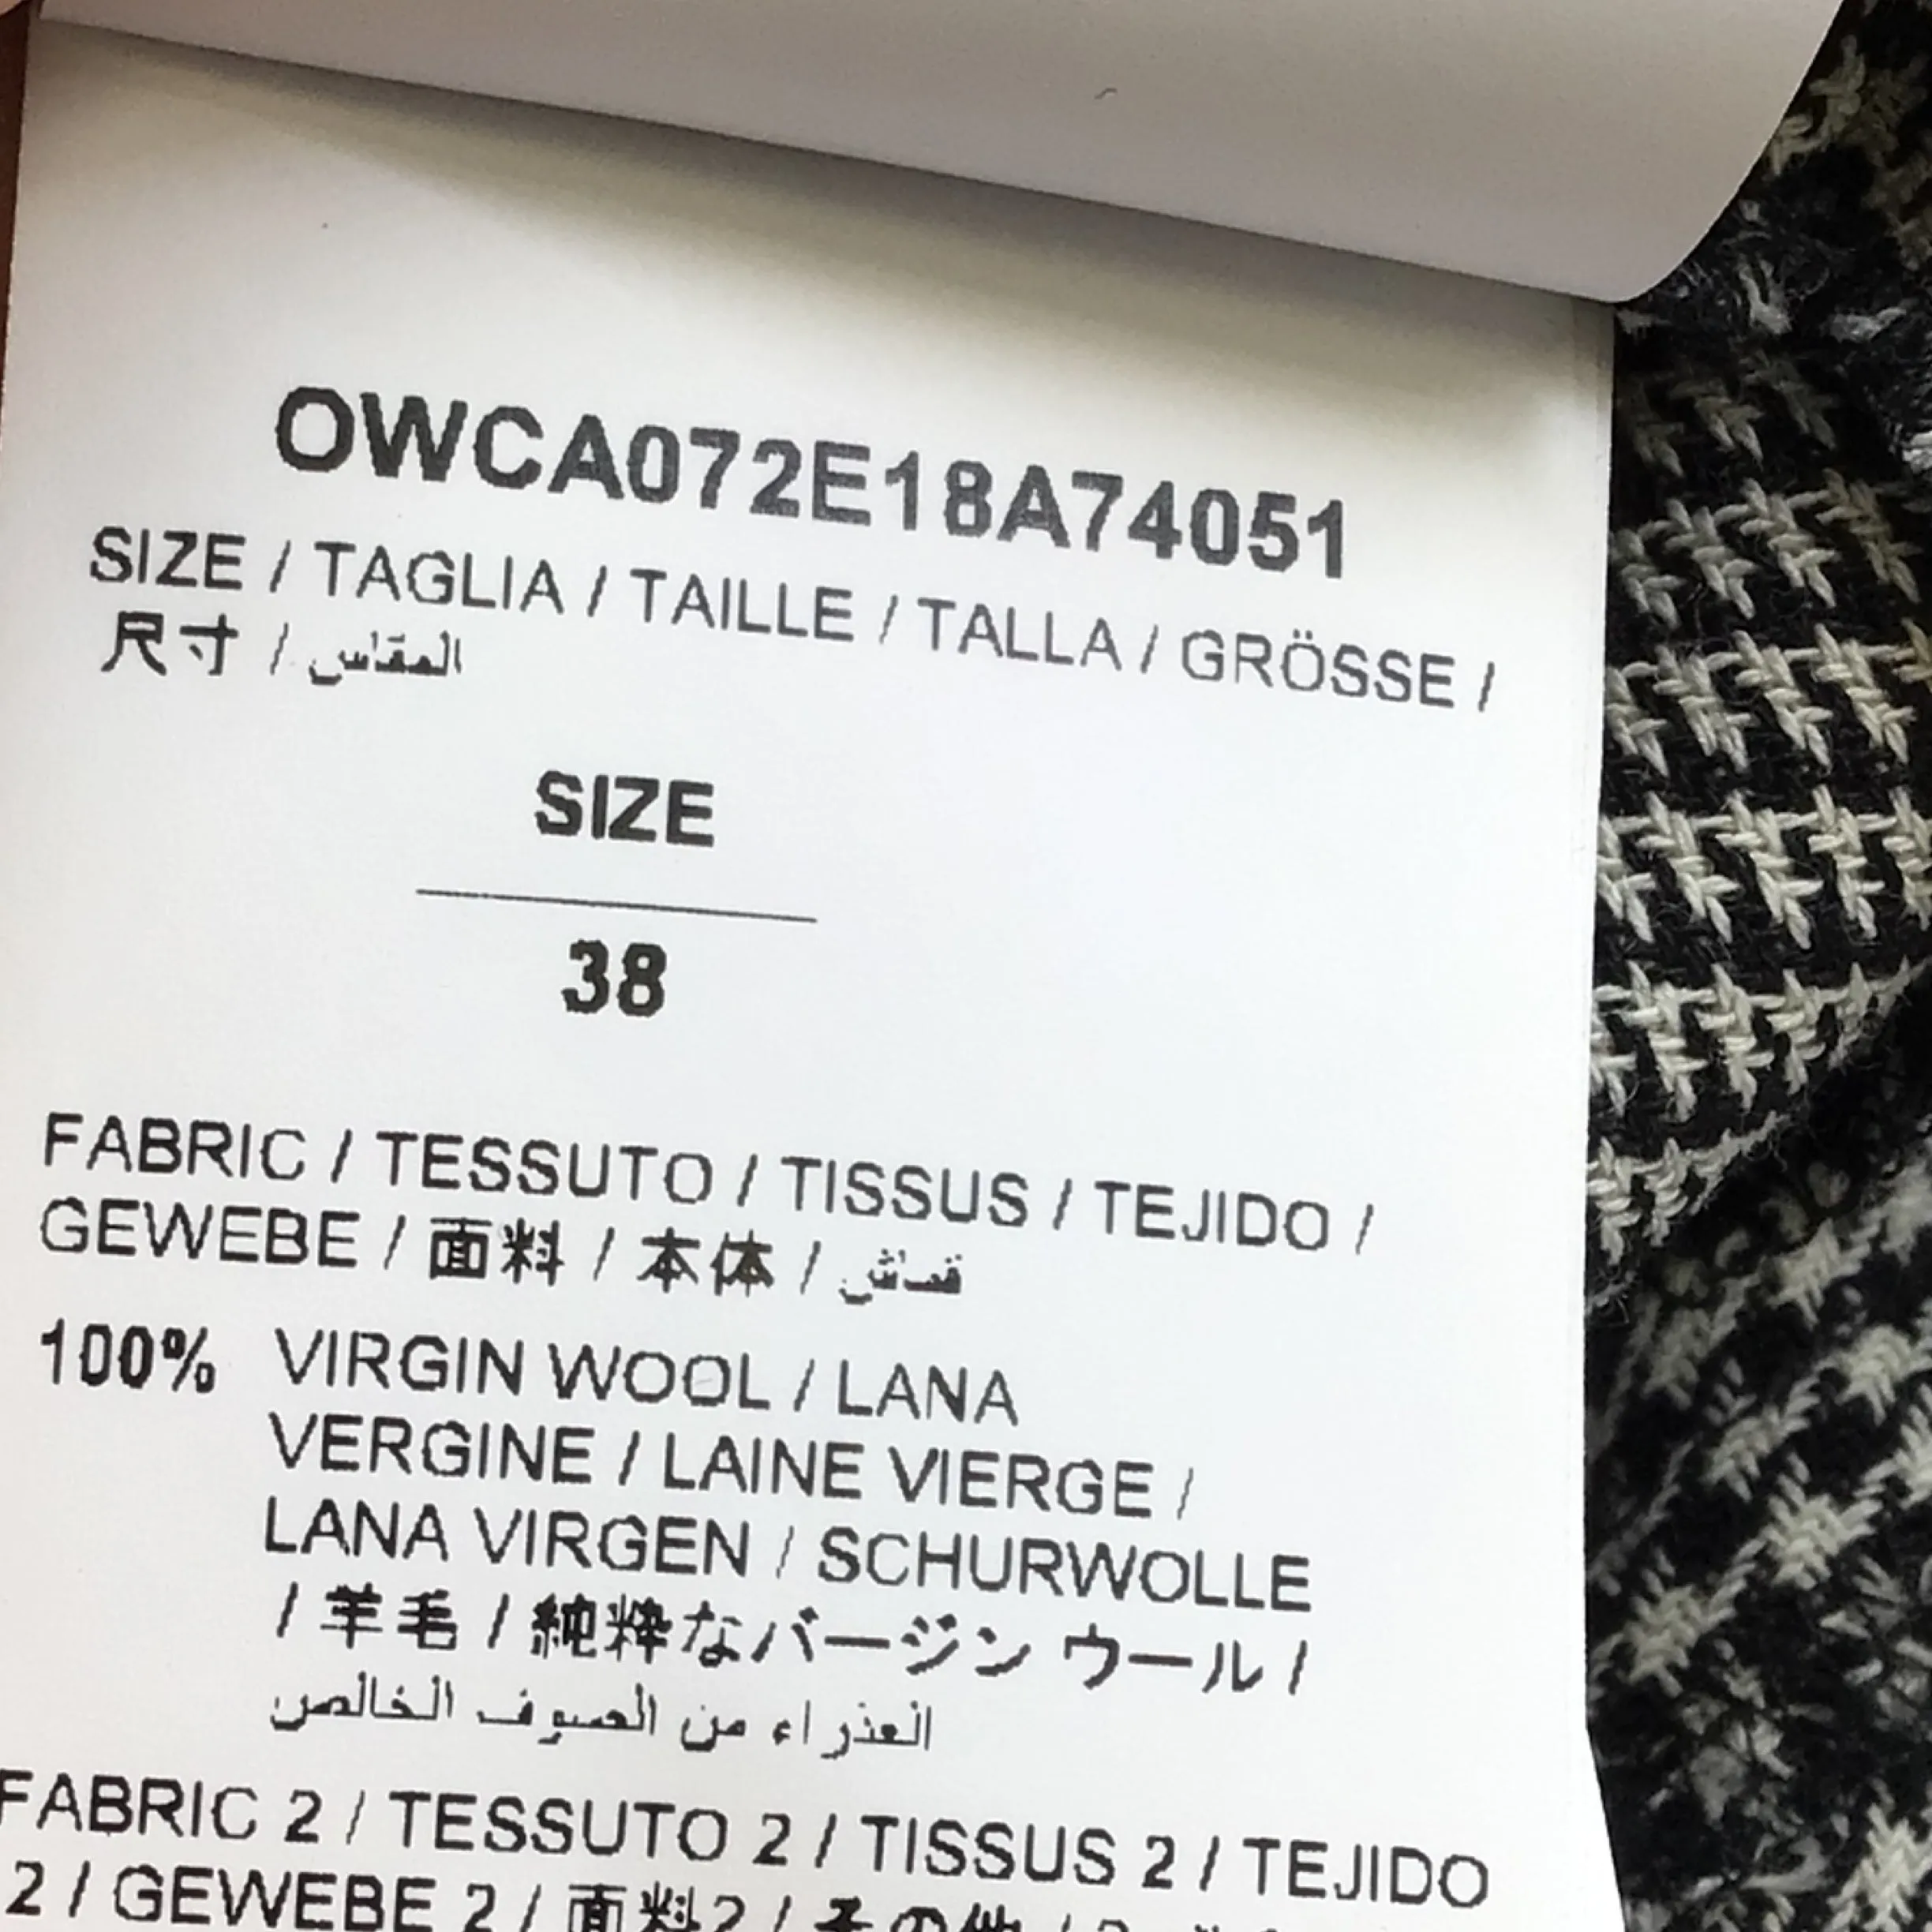 OWCA072E18A74051
SIZE / TAGLIA / TAILLE / TALLA / GRÖSSE /
尺寸 / المقاس
SIZE
38
FABRIC / TESSUTO / TISSUS / TEJIDO /
GEWEBE / 面料 / 本体 / قماش
100% VIRGIN WOOL / LANA
VERGINE / LAINE VIERGE /
LANA VIRGEN / SCHURWOLLE
/ 羊毛 / 純粋なバージン ウール /
العذراء من الصوف الخالص
FABRIC 2 / TESSUTO 2 / TISSUS 2 / TEJIDO
2 / GEWEBE 2 / 面料2 / その他 /